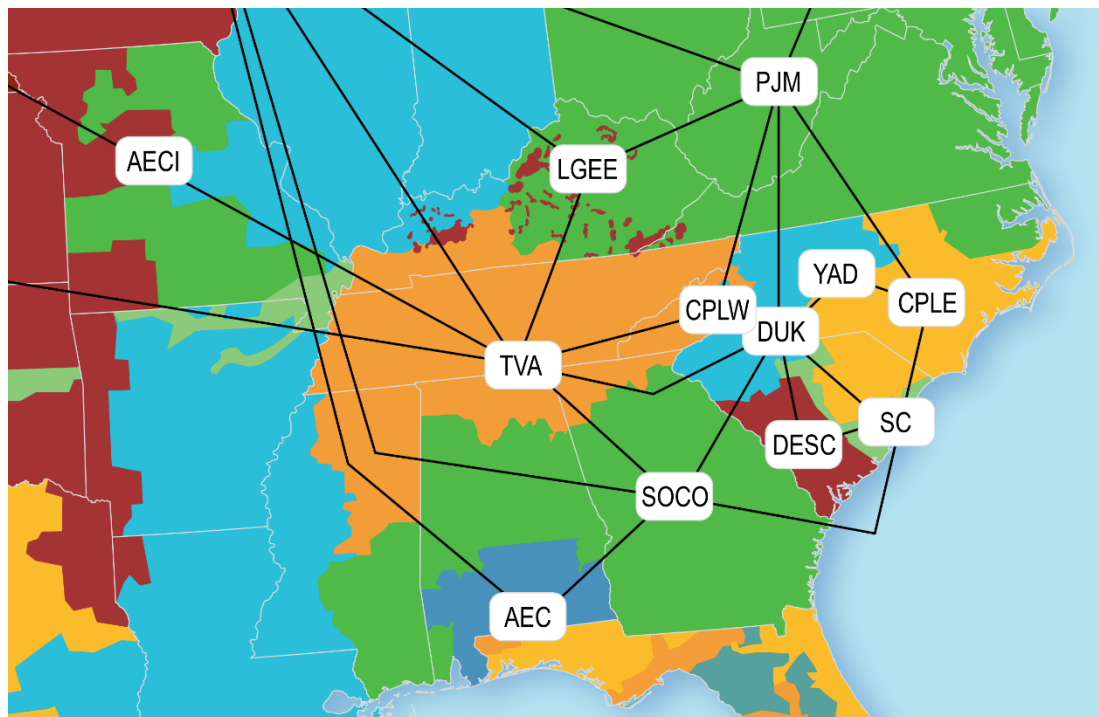 PJM
AECI
LGEE
YAD
CPLW
CPLE
DUK
TVA
SC
DESC
SOCO
AEC